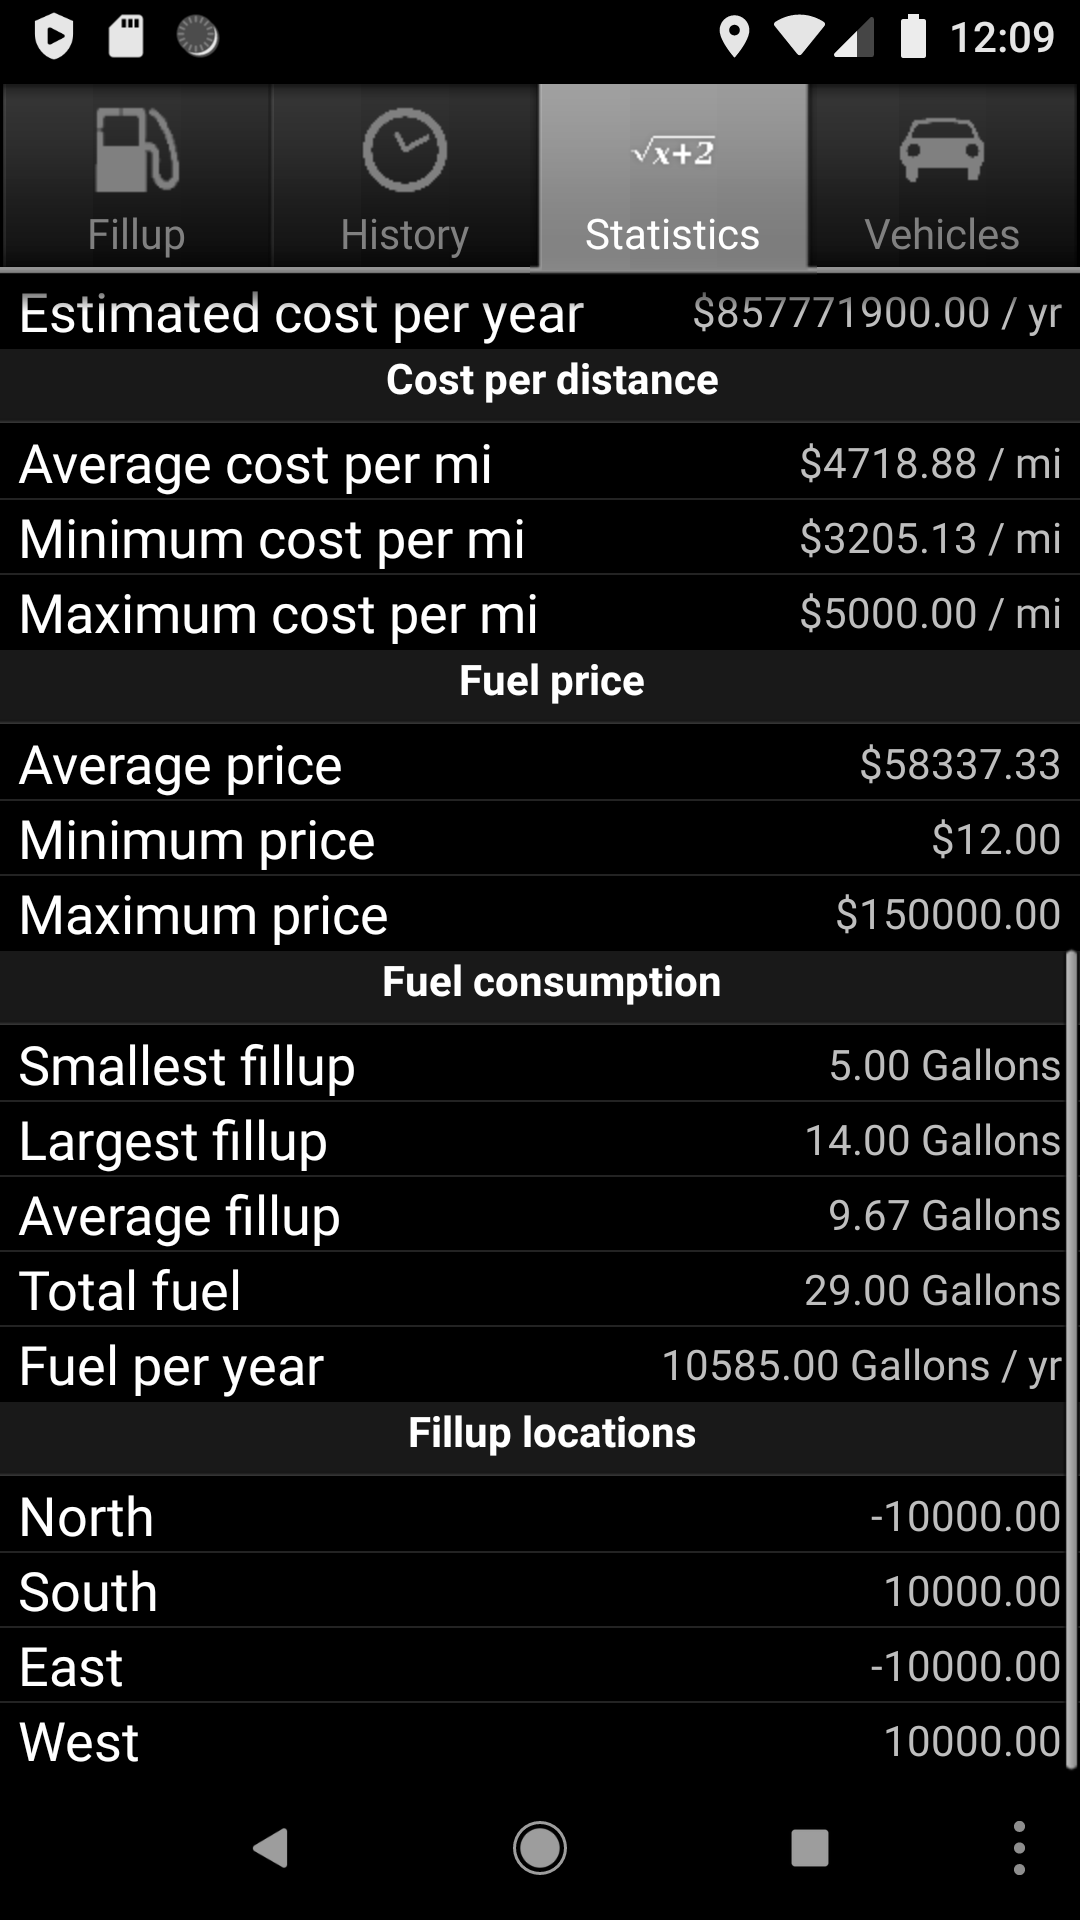 12:09
√x+2
Fillup History Statistics Vehicles
Estimated cost per year $857771900.00 / yr
Cost per distance
Average cost per mi $4718.88 / mi
Minimum cost per mi $3205.13 / mi
Maximum cost per mi $5000.00 / mi
Fuel price
Average price $58337.33
Minimum price $12.00
Maximum price $150000.00
Fuel consumption
Smallest fillup 5.00 Gallons
Largest fillup 14.00 Gallons
Average fillup 9.67 Gallons
Total fuel 29.00 Gallons
Fuel per year 10585.00 Gallons / yr
Fillup locations
North -10000.00
South 10000.00
East -10000.00
West 10000.00